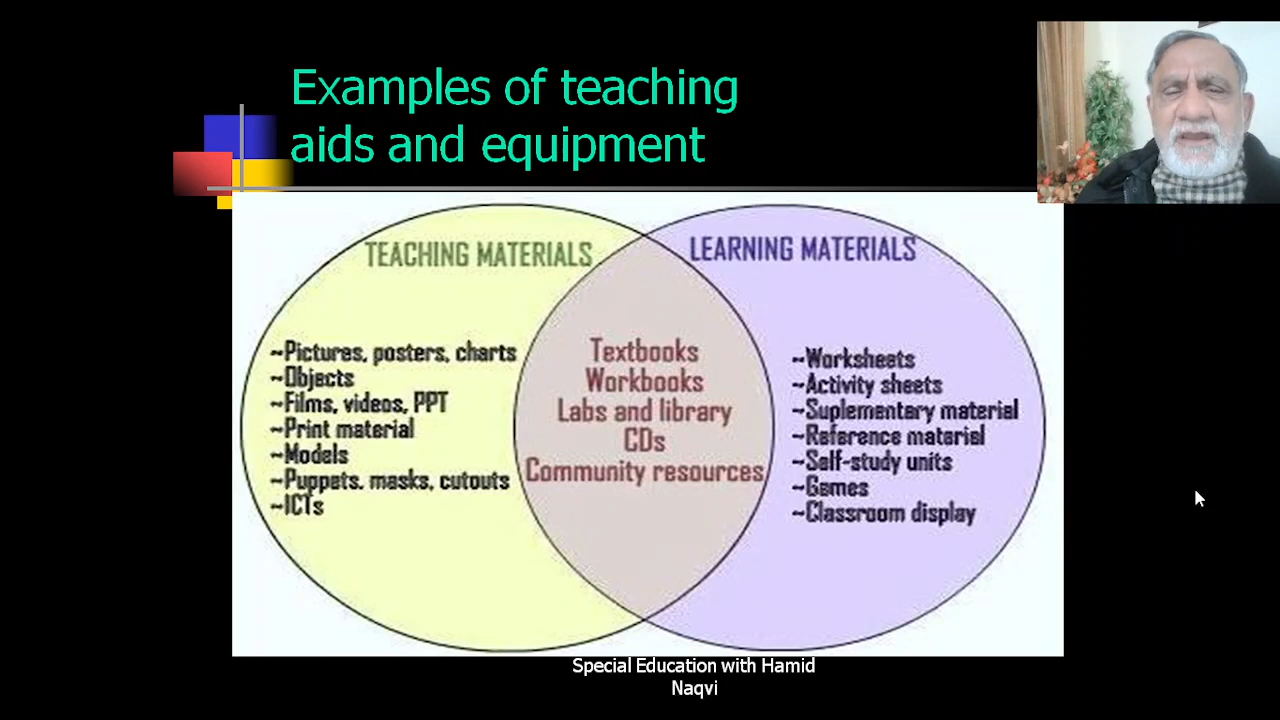 Examples of teaching
aids and equipment
TEACHING MATERIALS
~Pictures, posters, charts
~Objects
~Films, videos, PPT
~Print material
~Models
~Puppets, masks, cutouts
~ICTs
Textbooks
Workbooks
Labs and library
CDs
Community resources
LEARNING MATERIALS
~Worksheets
~Activity sheets
~Suplementary material
~Reference material
~Self-study units
~Games
~Classroom display
Special Education with Hamid
Naqvi